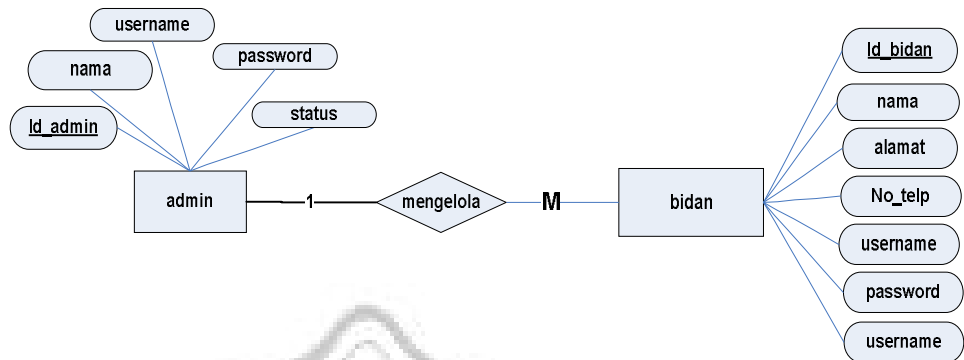 username
password
nama
status
Id_admin
admin
1
mengelola
M
bidan
Id_bidan
nama
alamat
No_telp
username
password
username